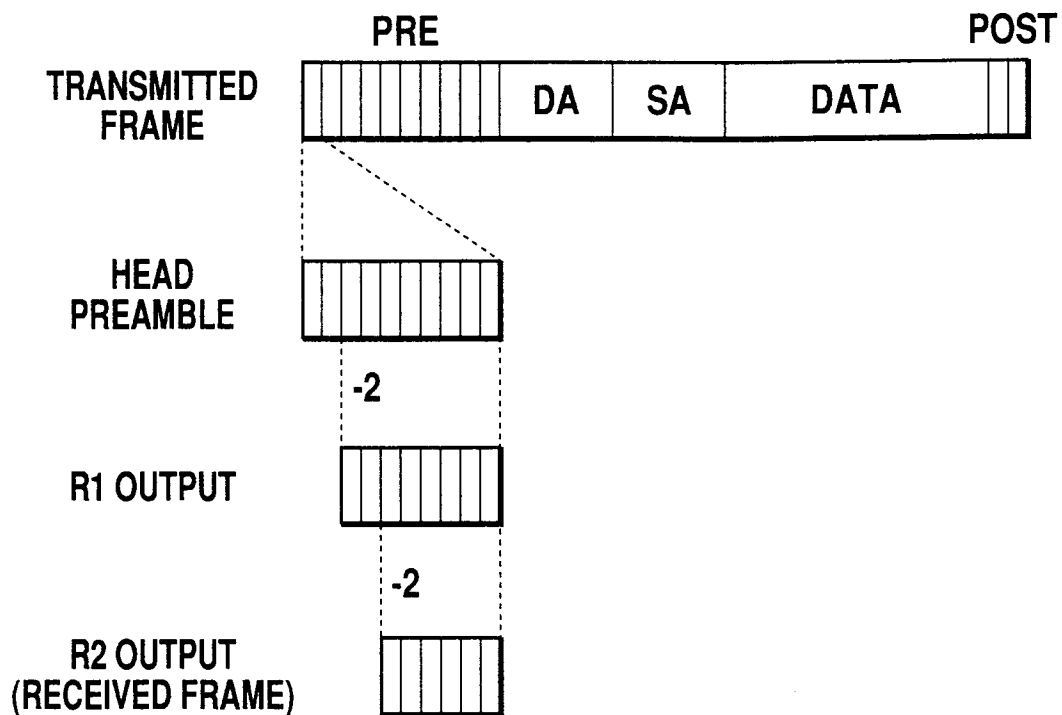 PRE
POST
TRANSMITTED
FRAME
DA
SA
DATA
HEAD
PREAMBLE
-2
R1 OUTPUT
-2
R2 OUTPUT
(RECEIVED FRAME)